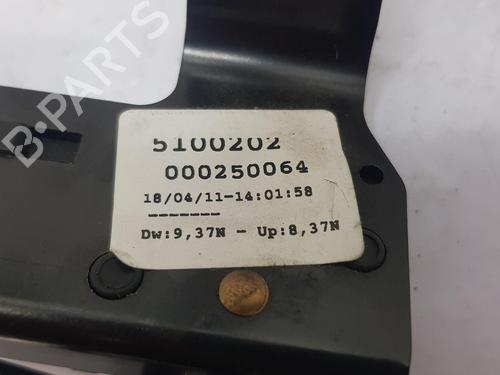 B-PARTS
5100202
000250064
18/04/11-14:01:58
-------
Dw:9,37N - Up:8,37N